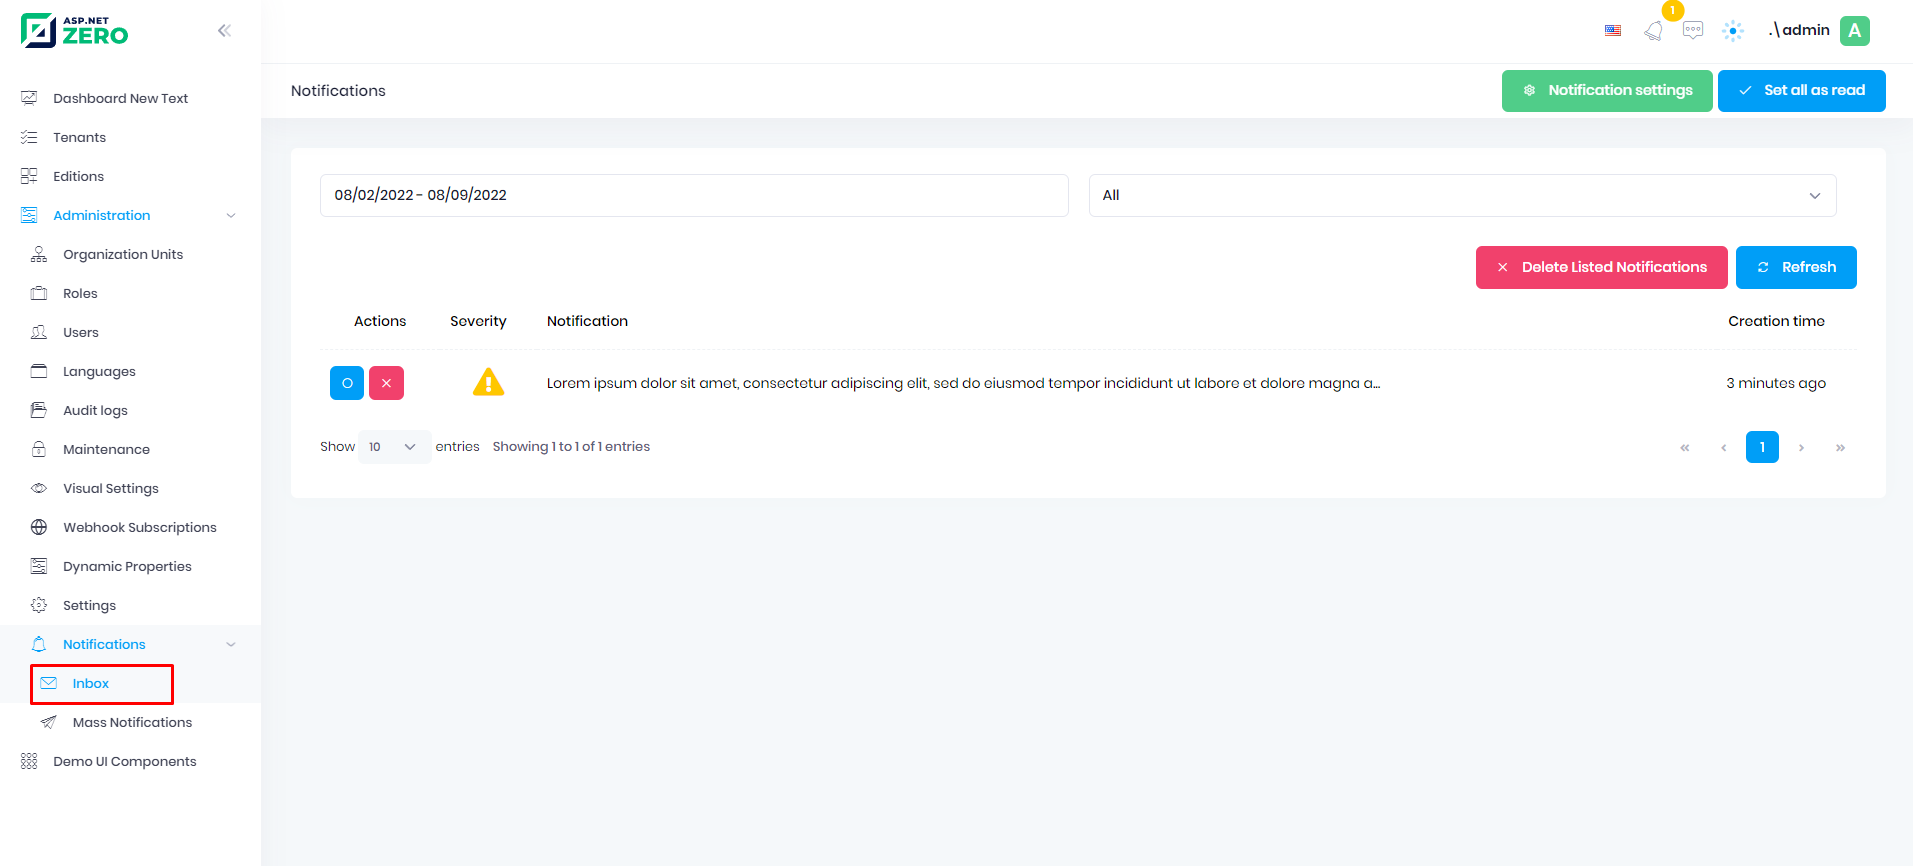 ASP.NET
ZERO
1
.\admin
A
Dashboard New Text
Tenants
Editions
Administration
Organization Units
Roles
Users
Languages
Audit logs
Maintenance
Visual Settings
Webhook Subscriptions
Dynamic Properties
Settings
Notifications
Inbox
Mass Notifications
Demo UI Components
Notifications
Notification settings
Set all as read
08/02/2022 - 08/09/2022
All
Delete Listed Notifications
Refresh
Actions Severity Notification Creation time
Lorem ipsum dolor sit amet, consectetur adipiscing elit, sed do eiusmod tempor incididunt ut labore et dolore magna a... 3 minutes ago
Show 10 entries Showing 1 to 1 of 1 entries
« ‹ 1 › »